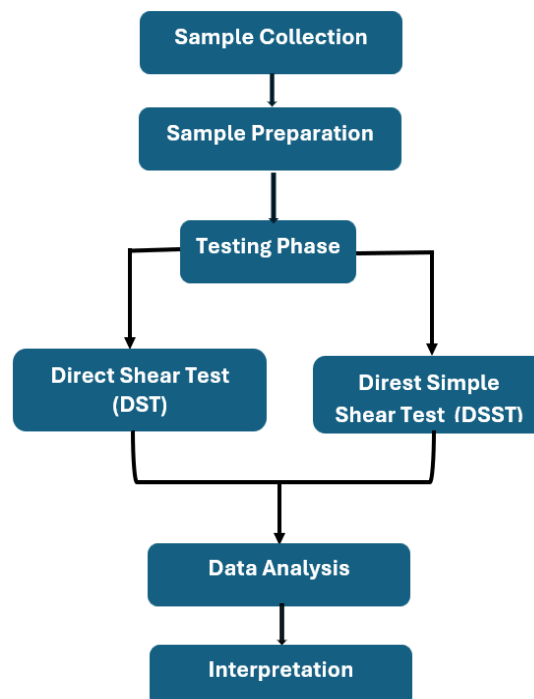 Sample Collection
Sample Preparation
Testing Phase
Direct Shear Test
(DST)
Direst Simple
Shear Test (DSST)
Data Analysis
Interpretation